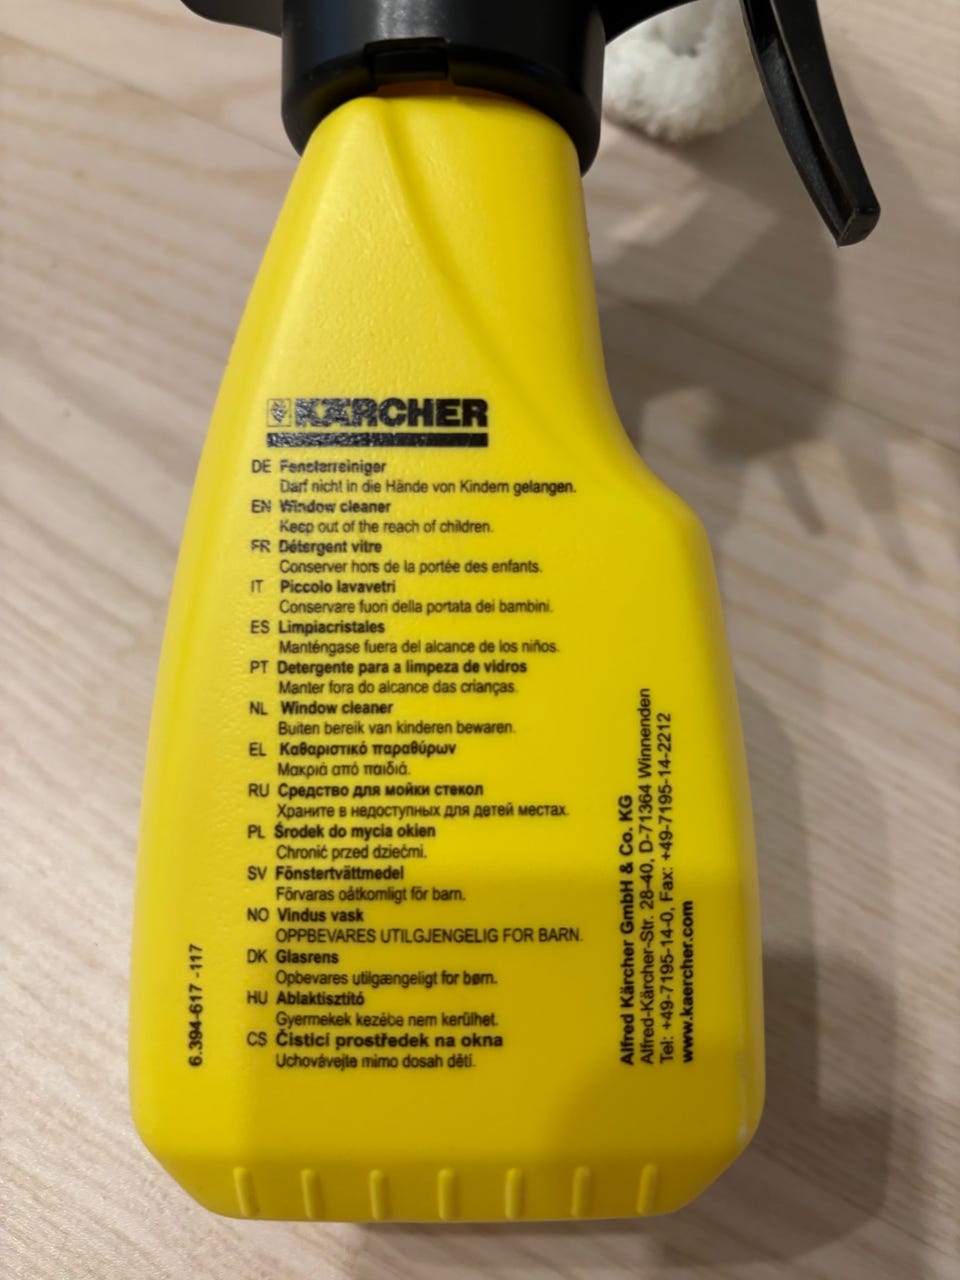 KÄRCHER
DE Fensterreiniger
Darf nicht in die Hände von Kindern gelangen.
EN Window cleaner
Keep out of the reach of children.
FR Détergent vitre
Conserver hors de la portée des enfants.
IT Piccolo lavavetri
Conservare fuori della portata dei bambini.
ES Limpiacristales
Manténgase fuera del alcance de los niños.
PT Detergente para a limpeza de vidros
Manter fora do alcance das crianças.
NL Window cleaner
Buiten bereik van kinderen bewaren.
EL Καθαριστικό παραθύρων
Μακριά από παιδιά.
RU Средство для мойки стекол
Храните в недоступных для детей местах.
PL Środek do mycia okien
Chronić przed dziećmi.
SV Fönstertvättmedel
Förvaras oåtkomligt för barn.
NO Vindus vask
OPPBEVARES UTILGJENGELIG FOR BARN.
DK Glasrens
Opbevares utilgængeligt for børn.
HU Ablaktisztító
Gyermekek kezébe nem kerülhet.
CS Čisticí prostředek na okna
Uchovávejte mimo dosah dětí.
6.394-617 -117
Alfred Kärcher GmbH & Co. KG
Alfred-Kärcher-Str. 28-40, D-71364 Winnenden
Tel: +49-7195-14-0, Fax: +49-7195-14-2212
www.kaercher.com